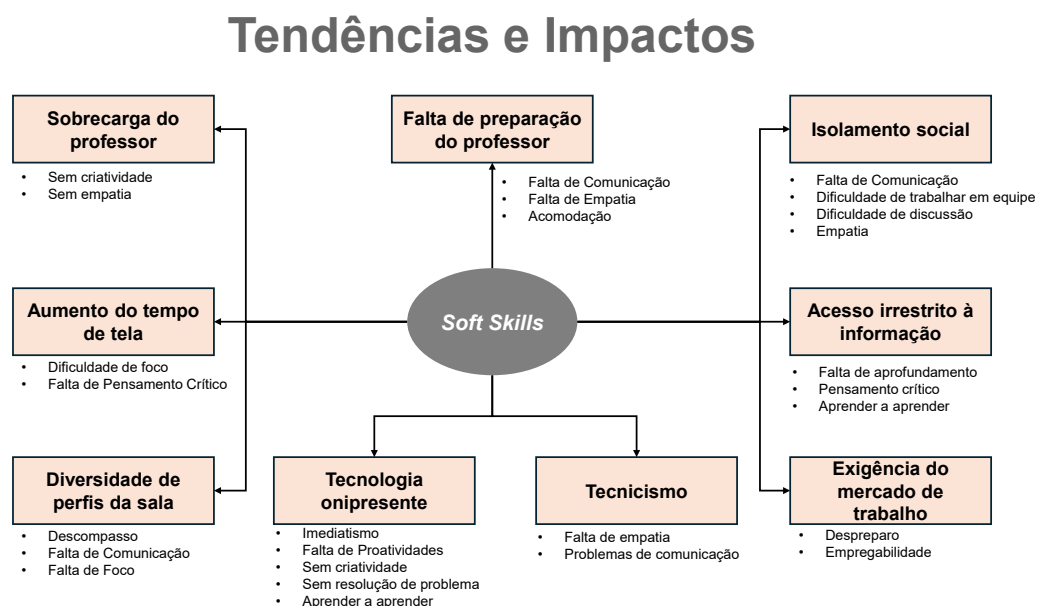 Tendências e Impactos
Sobrecarga do
professor
• Sem criatividade
• Sem empatia
Falta de preparação
do professor
• Falta de Comunicação
• Falta de Empatia
• Acomodação
Isolamento social
• Falta de Comunicação
• Dificuldade de trabalhar em equipe
• Dificuldade de discussão
• Empatia
Aumento do tempo
de tela
• Dificuldade de foco
• Falta de Pensamento Crítico
Soft Skills
Acesso irrestrito à
informação
• Falta de aprofundamento
• Pensamento crítico
• Aprender a aprender
Diversidade de
perfis da sala
• Descompasso
• Falta de Comunicação
• Falta de Foco
Tecnologia
onipresente
• Imediatismo
• Falta de Proatividades
• Sem criatividade
• Sem resolução de problema
• Aprender a aprender
Tecnicismo
• Falta de empatia
• Problemas de comunicação
Exigência do
mercado de
trabalho
• Despreparo
• Empregabilidade